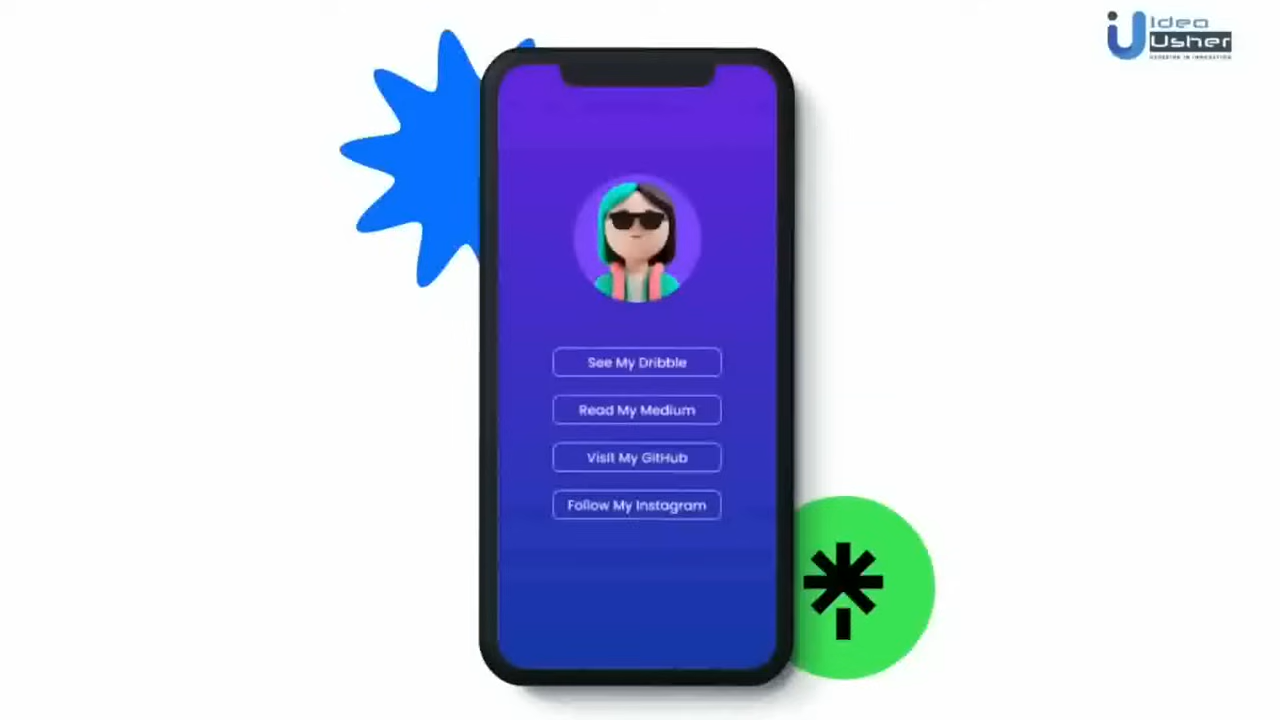 Idea
Usher
See My Dribble
Read My Medium
Visit My GitHub
Follow My Instagram